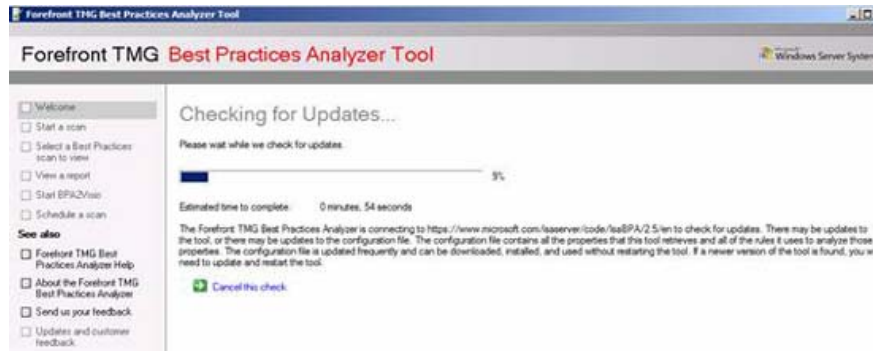 Forefront TMG Best Practices Analyzer Tool
Forefront TMG Best Practices Analyzer Tool
Windows Server System
Welcome
Start a scan
Select a Best Practices
scan to view
View a report
Start BPA2Visio
Schedule a scan
See also
Forefront TMG Best
Practices Analyzer Help
About the Forefront TMG
Best Practices Analyzer
Send us your feedback
Updates and customer
feedback
Checking for Updates...
Please wait while we check for updates.
9%
Estimated time to complete: 0 minutes, 54 seconds
The Forefront TMG Best Practices Analyzer is connecting to https://www.microsoft.com/isaserver/code/IsaBPA/2.5/en to check for updates. There may be updates to
the tool, or there may be updates to the configuration file. The configuration file contains all the properties that this tool retrieves and all of the rules it uses to analyze those
properties. The configuration file is updated frequently and can be downloaded, installed, and used without restarting the tool. If a newer version of the tool is found, you w
need to update and restart the tool.
Cancel this check